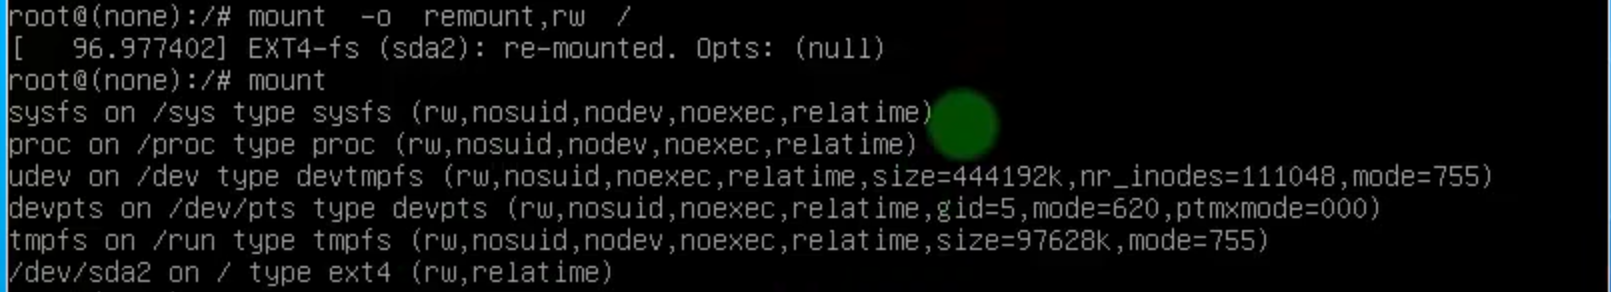 root@(none):/# mount  -o  remount,rw  /
[   96.977402] EXT4-fs (sda2): re-mounted. Opts: (null)
root@(none):/# mount
sysfs on /sys type sysfs (rw,nosuid,nodev,noexec,relatime)
proc on /proc type proc (rw,nosuid,nodev,noexec,relatime)
udev on /dev type devtmpfs (rw,nosuid,noexec,relatime,size=444192k,nr_inodes=111048,mode=755)
devpts on /dev/pts type devpts (rw,nosuid,noexec,relatime,gid=5,mode=620,ptmxmode=000)
tmpfs on /run type tmpfs (rw,nosuid,nodev,noexec,relatime,size=97628k,mode=755)
/dev/sda2 on / type ext4 (rw,relatime)